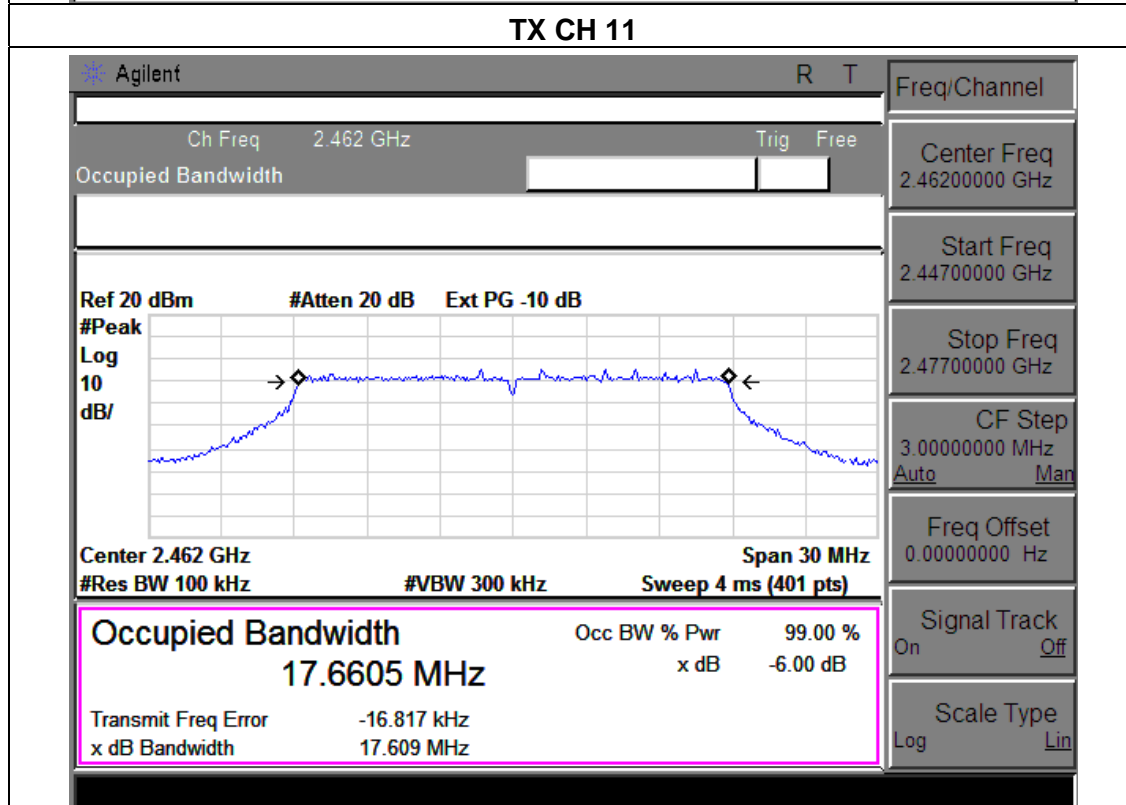 TX CH 11
Agilent R T
Ch Freq 2.462 GHz Trig Free
Occupied Bandwidth
Ref 20 dBm #Atten 20 dB Ext PG -10 dB
#Peak
Log
10
dB/
Center 2.462 GHz Span 30 MHz
#Res BW 100 kHz #VBW 300 kHz Sweep 4 ms (401 pts)
Occupied Bandwidth Occ BW % Pwr 99.00 %
17.6605 MHz x dB -6.00 dB
Transmit Freq Error -16.817 kHz
x dB Bandwidth 17.609 MHz
Freq/Channel
Center Freq
2.46200000 GHz
Start Freq
2.44700000 GHz
Stop Freq
2.47700000 GHz
CF Step
3.00000000 MHz
Auto Man
Freq Offset
0.00000000 Hz
Signal Track
On Off
Scale Type
Log Lin